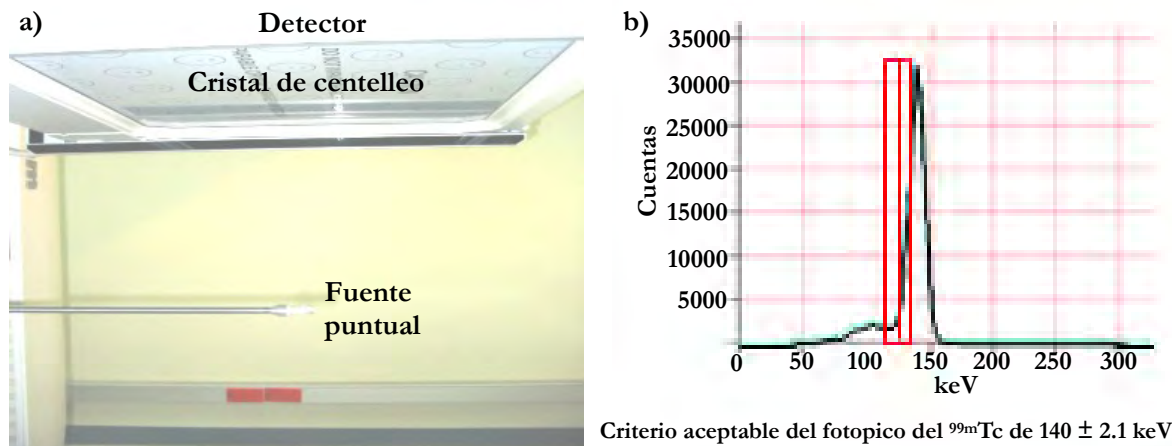 a)
Detector
Cristal de centelleo
Fuente
puntual
b)
35000
30000
25000
20000
15000
10000
5000
Cuentas
0 50 100 150 200 250 300
keV
Criterio aceptable del fotopico del ⁹⁹ᵐTc de 140 ± 2.1 keV